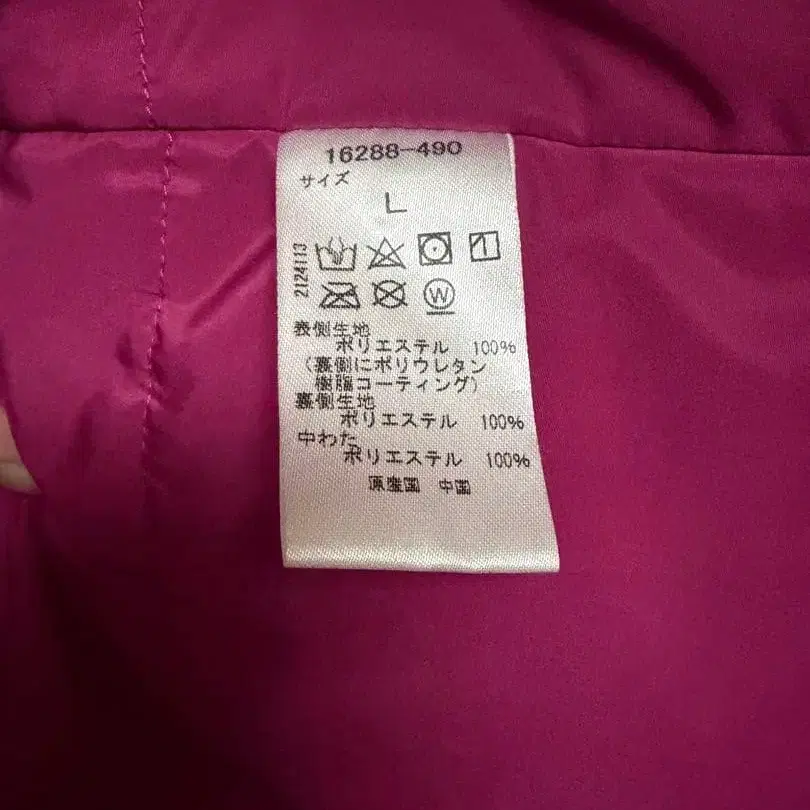 16288-490
サイズ
L
2124113
W
表側生地
ポリエステル 100%
(裏側にポリウレタン
樹脂コーティング)
裏側生地
ポリエステル 100%
中わた
ポリエステル 100%
原産国 中国